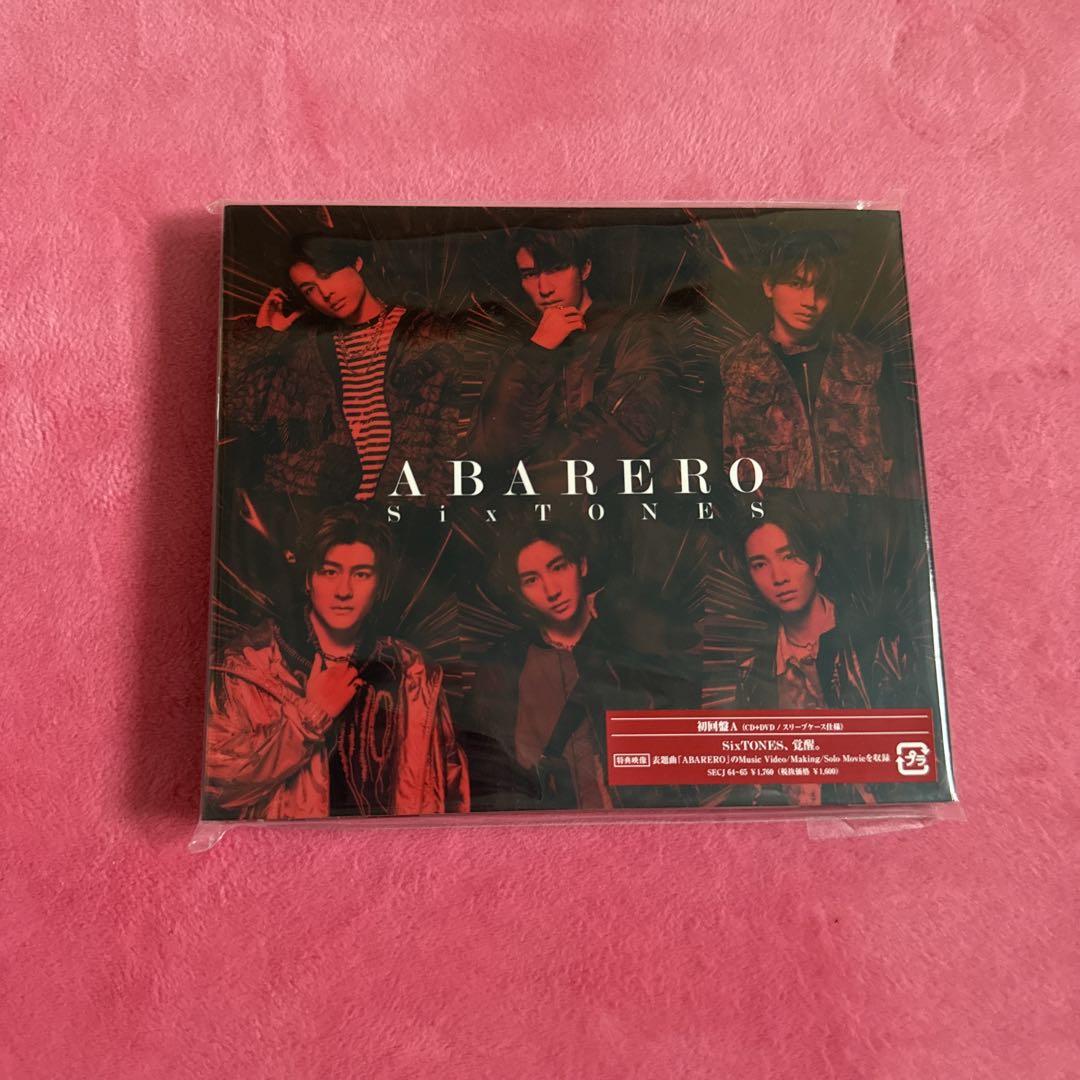 ABARERO
SixTONES
初回盤A (CD+DVD / スリーブケース仕様)
SixTONES、覚醒。
特典映像 表題曲「ABARERO」のMusic Video/Making/Solo Movieを収録
SECJ 64~65 ¥1,760 (税抜価格 ¥1,600)
プラ